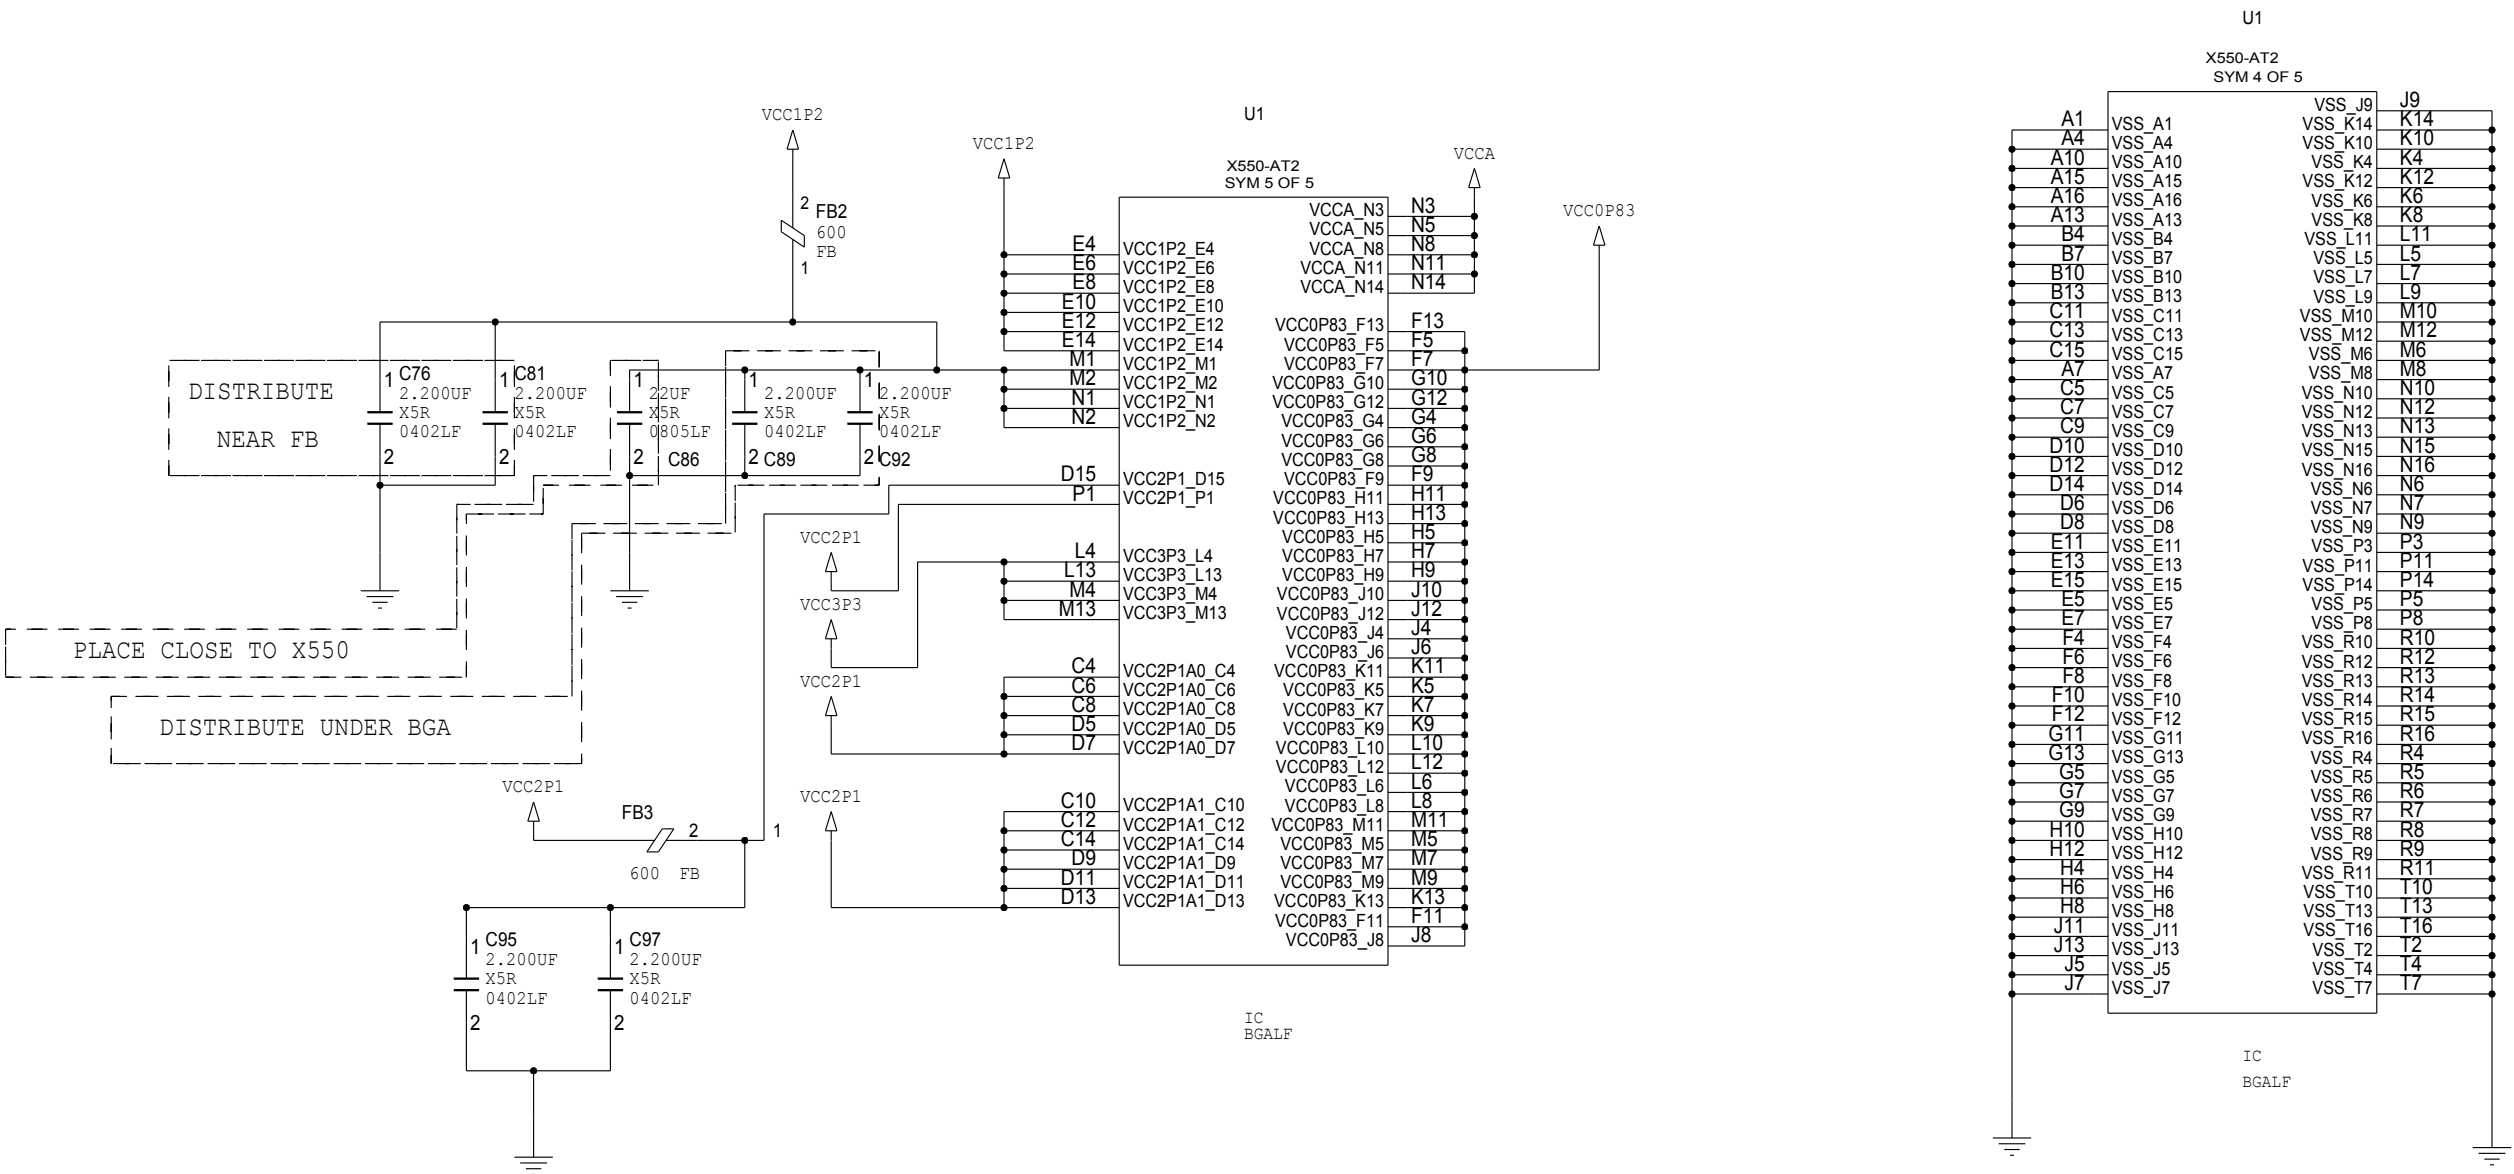 U1
X550-AT2
SYM 4 OF 5
VCC1P2
FB2
600
FB
2
1
DISTRIBUTE
NEAR FB
1 C76
2.200UF
X5R
0402LF
2
1 C81
2.200UF
X5R
0402LF
2
1
22UF
X5R
0805LF
2 C86
1
2.200UF
X5R
0402LF
2 C89
1
2.200UF
X5R
0402LF
2 C92
PLACE CLOSE TO X550
DISTRIBUTE UNDER BGA
VCC2P1
FB3
2
1
600 FB
1 C95
2.200UF
X5R
0402LF
2
1 C97
2.200UF
X5R
0402LF
2
VCC1P2
VCC2P1
VCC3P3
VCC2P1
VCC2P1
U1
X550-AT2
SYM 5 OF 5
VCCA
VCC0P83
E4 VCC1P2_E4
E6 VCC1P2_E6
E8 VCC1P2_E8
E10 VCC1P2_E10
E12 VCC1P2_E12
E14 VCC1P2_E14
M1 VCC1P2_M1
M2 VCC1P2_M2
N1 VCC1P2_N1
N2 VCC1P2_N2
D15 VCC2P1_D15
P1 VCC2P1_P1
L4 VCC3P3_L4
L13 VCC3P3_L13
M4 VCC3P3_M4
M13 VCC3P3_M13
C4 VCC2P1A0_C4
C6 VCC2P1A0_C6
C8 VCC2P1A0_C8
D5 VCC2P1A0_D5
D7 VCC2P1A0_D7
C10 VCC2P1A1_C10
C12 VCC2P1A1_C12
C14 VCC2P1A1_C14
D9 VCC2P1A1_D9
D11 VCC2P1A1_D11
D13 VCC2P1A1_D13
VCCA_N3 N3
VCCA_N5 N5
VCCA_N8 N8
VCCA_N11 N11
VCCA_N14 N14
VCC0P83_F13 F13
VCC0P83_F5 F5
VCC0P83_F7 F7
VCC0P83_G10 G10
VCC0P83_G12 G12
VCC0P83_G4 G4
VCC0P83_G6 G6
VCC0P83_G8 G8
VCC0P83_F9 F9
VCC0P83_H11 H11
VCC0P83_H13 H13
VCC0P83_H5 H5
VCC0P83_H7 H7
VCC0P83_H9 H9
VCC0P83_J10 J10
VCC0P83_J12 J12
VCC0P83_J4 J4
VCC0P83_J6 J6
VCC0P83_K11 K11
VCC0P83_K5 K5
VCC0P83_K7 K7
VCC0P83_K9 K9
VCC0P83_L10 L10
VCC0P83_L12 L12
VCC0P83_L6 L6
VCC0P83_L8 L8
VCC0P83_M11 M11
VCC0P83_M5 M5
VCC0P83_M7 M7
VCC0P83_M9 M9
VCC0P83_K13 K13
VCC0P83_F11 F11
VCC0P83_J8 J8
IC
BGALF
A1 VSS_A1
A4 VSS_A4
A10 VSS_A10
A15 VSS_A15
A16 VSS_A16
A13 VSS_A13
B4 VSS_B4
B7 VSS_B7
B10 VSS_B10
B13 VSS_B13
C11 VSS_C11
C13 VSS_C13
C15 VSS_C15
A7 VSS_A7
C5 VSS_C5
C7 VSS_C7
C9 VSS_C9
D10 VSS_D10
D12 VSS_D12
D14 VSS_D14
D6 VSS_D6
D8 VSS_D8
E11 VSS_E11
E13 VSS_E13
E15 VSS_E15
E5 VSS_E5
E7 VSS_E7
F4 VSS_F4
F6 VSS_F6
F8 VSS_F8
F10 VSS_F10
F12 VSS_F12
G11 VSS_G11
G13 VSS_G13
G5 VSS_G5
G7 VSS_G7
G9 VSS_G9
H10 VSS_H10
H12 VSS_H12
H4 VSS_H4
H6 VSS_H6
H8 VSS_H8
J11 VSS_J11
J13 VSS_J13
J5 VSS_J5
J7 VSS_J7
VSS_J9 J9
VSS_K14 K14
VSS_K10 K10
VSS_K4 K4
VSS_K12 K12
VSS_K6 K6
VSS_K8 K8
VSS_L11 L11
VSS_L5 L5
VSS_L7 L7
VSS_L9 L9
VSS_M10 M10
VSS_M12 M12
VSS_M6 M6
VSS_M8 M8
VSS_N10 N10
VSS_N12 N12
VSS_N13 N13
VSS_N15 N15
VSS_N16 N16
VSS_N6 N6
VSS_N7 N7
VSS_N9 N9
VSS_P3 P3
VSS_P11 P11
VSS_P14 P14
VSS_P5 P5
VSS_P8 P8
VSS_R10 R10
VSS_R12 R12
VSS_R13 R13
VSS_R14 R14
VSS_R15 R15
VSS_R16 R16
VSS_R4 R4
VSS_R5 R5
VSS_R6 R6
VSS_R7 R7
VSS_R8 R8
VSS_R9 R9
VSS_R11 R11
VSS_T10 T10
VSS_T13 T13
VSS_T16 T16
VSS_T2 T2
VSS_T4 T4
VSS_T7 T7
IC
BGALF